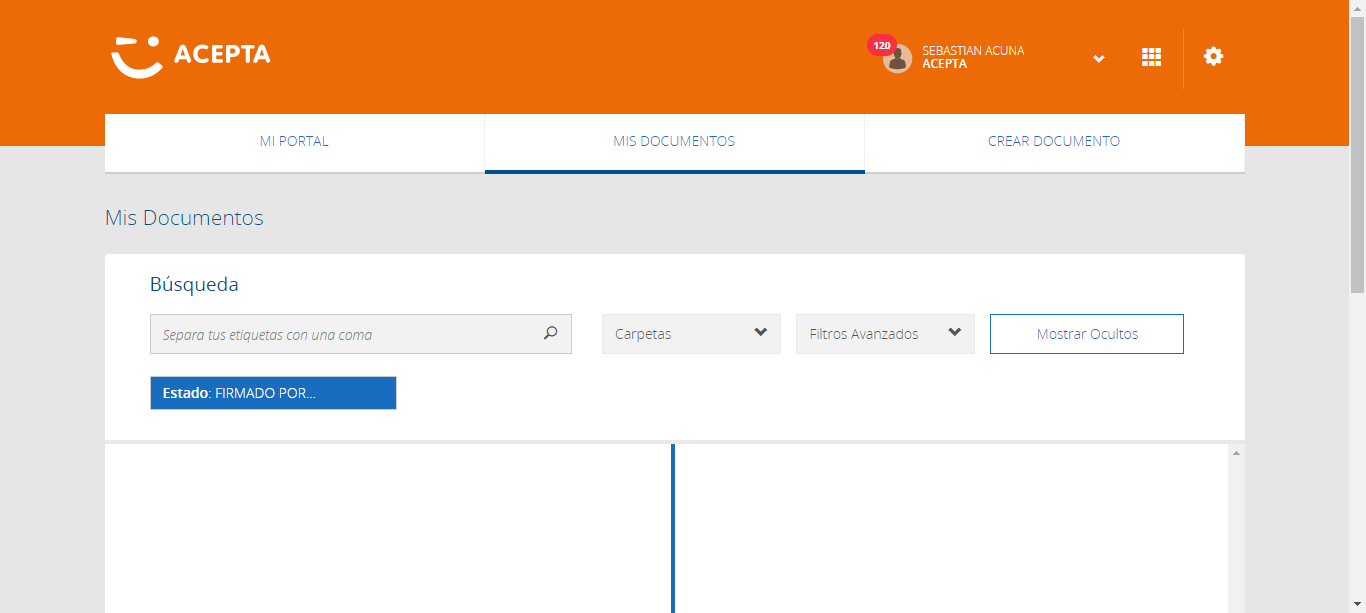 ACEPTA
120
SEBASTIAN ACUNA
ACEPTA
MI PORTAL
MIS DOCUMENTOS
CREAR DOCUMENTO
Mis Documentos
Búsqueda
Separa tus etiquetas con una coma
Carpetas
Filtros Avanzados
Mostrar Ocultos
Estado: FIRMADO POR...